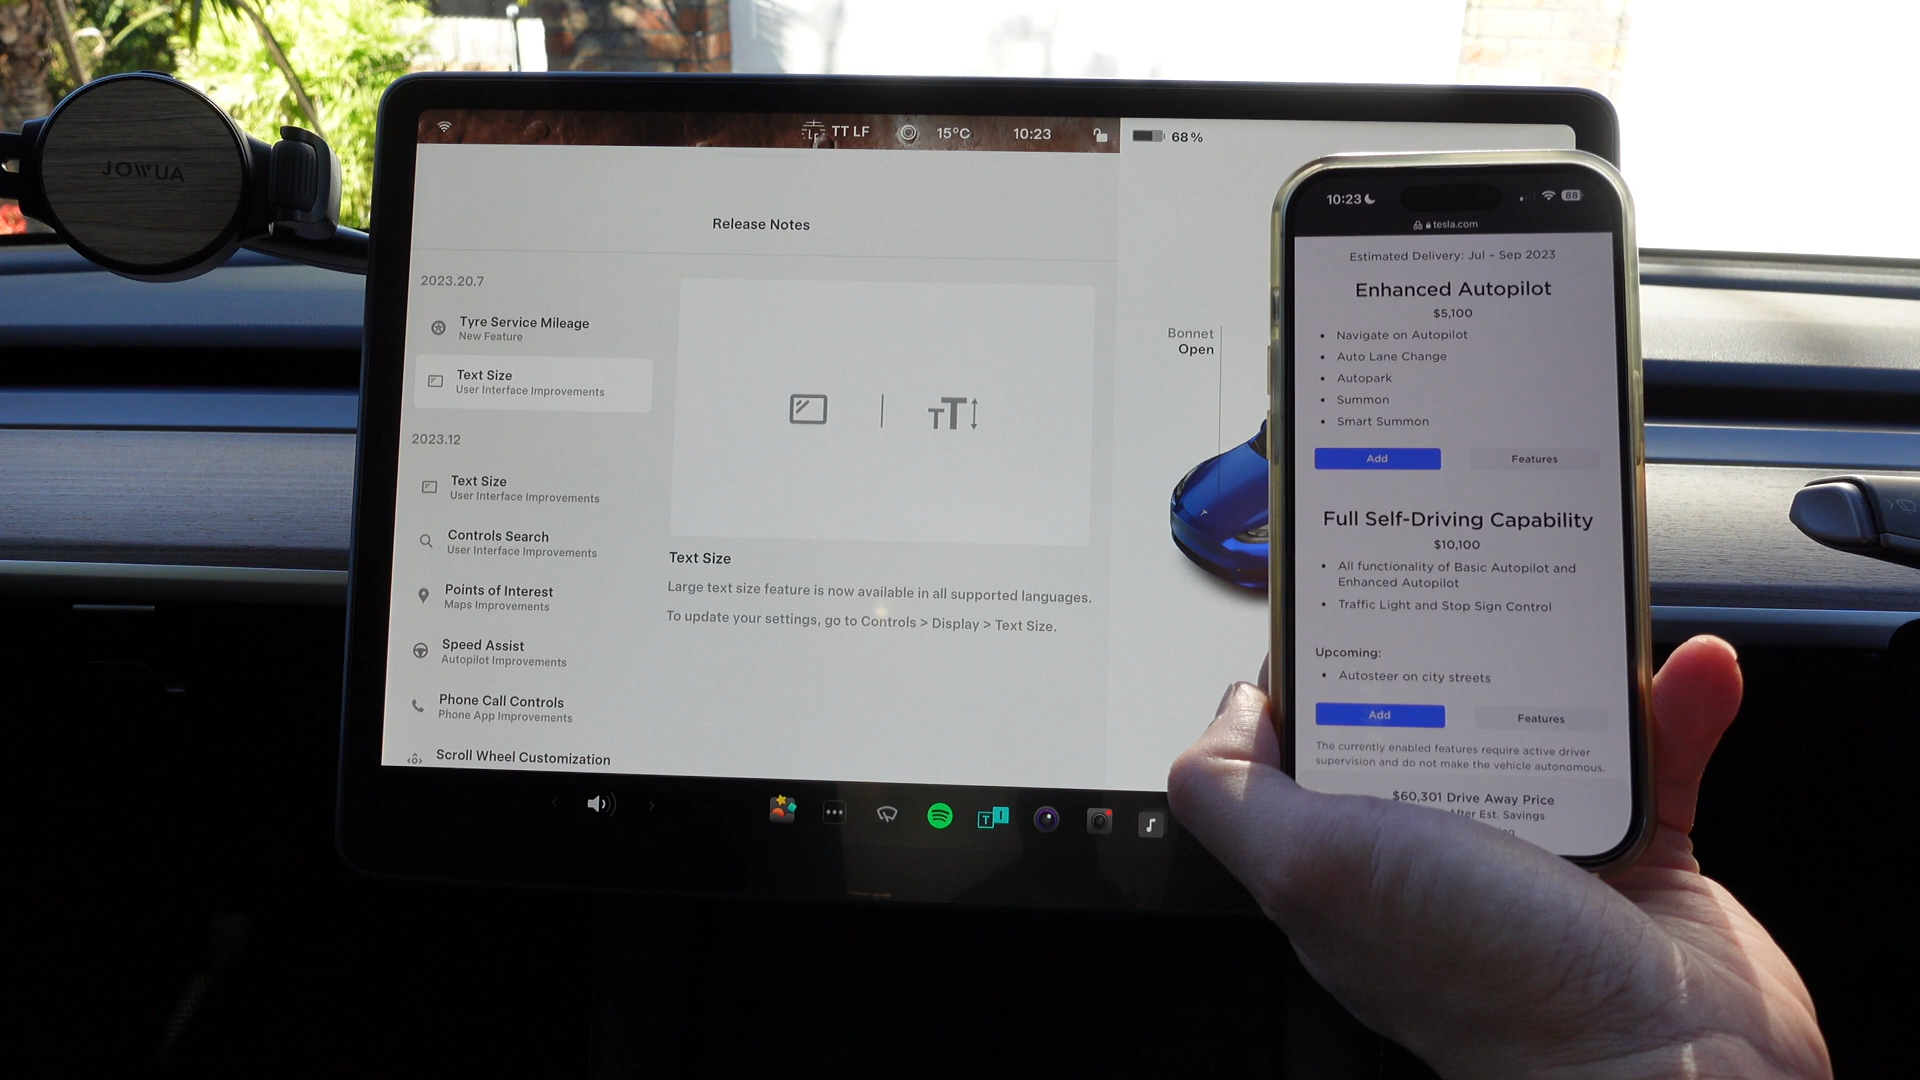 JOWUA
TT LF
15°C
10:23
68%
Release Notes
2023.20.7
Tyre Service Mileage
New Feature
Text Size
User Interface Improvements
2023.12
Text Size
User Interface Improvements
Controls Search
User Interface Improvements
Points of Interest
Maps Improvements
Speed Assist
Autopilot Improvements
Phone Call Controls
Phone App Improvements
Scroll Wheel Customization
TT
Text Size
Large text size feature is now available in all supported languages.
To update your settings, go to Controls > Display > Text Size.
Bonnet
Open
10:23
88
tesla.com
Estimated Delivery: Jul – Sep 2023
Enhanced Autopilot
$5,100
• Navigate on Autopilot
• Auto Lane Change
• Autopark
• Summon
• Smart Summon
Add
Features
Full Self-Driving Capability
$10,100
• All functionality of Basic Autopilot and
Enhanced Autopilot
• Traffic Light and Stop Sign Control
Upcoming:
• Autosteer on city streets
Add
Features
The currently enabled features require active driver
supervision and do not make the vehicle autonomous.
$60,301 Drive Away Price
After Est. Savings